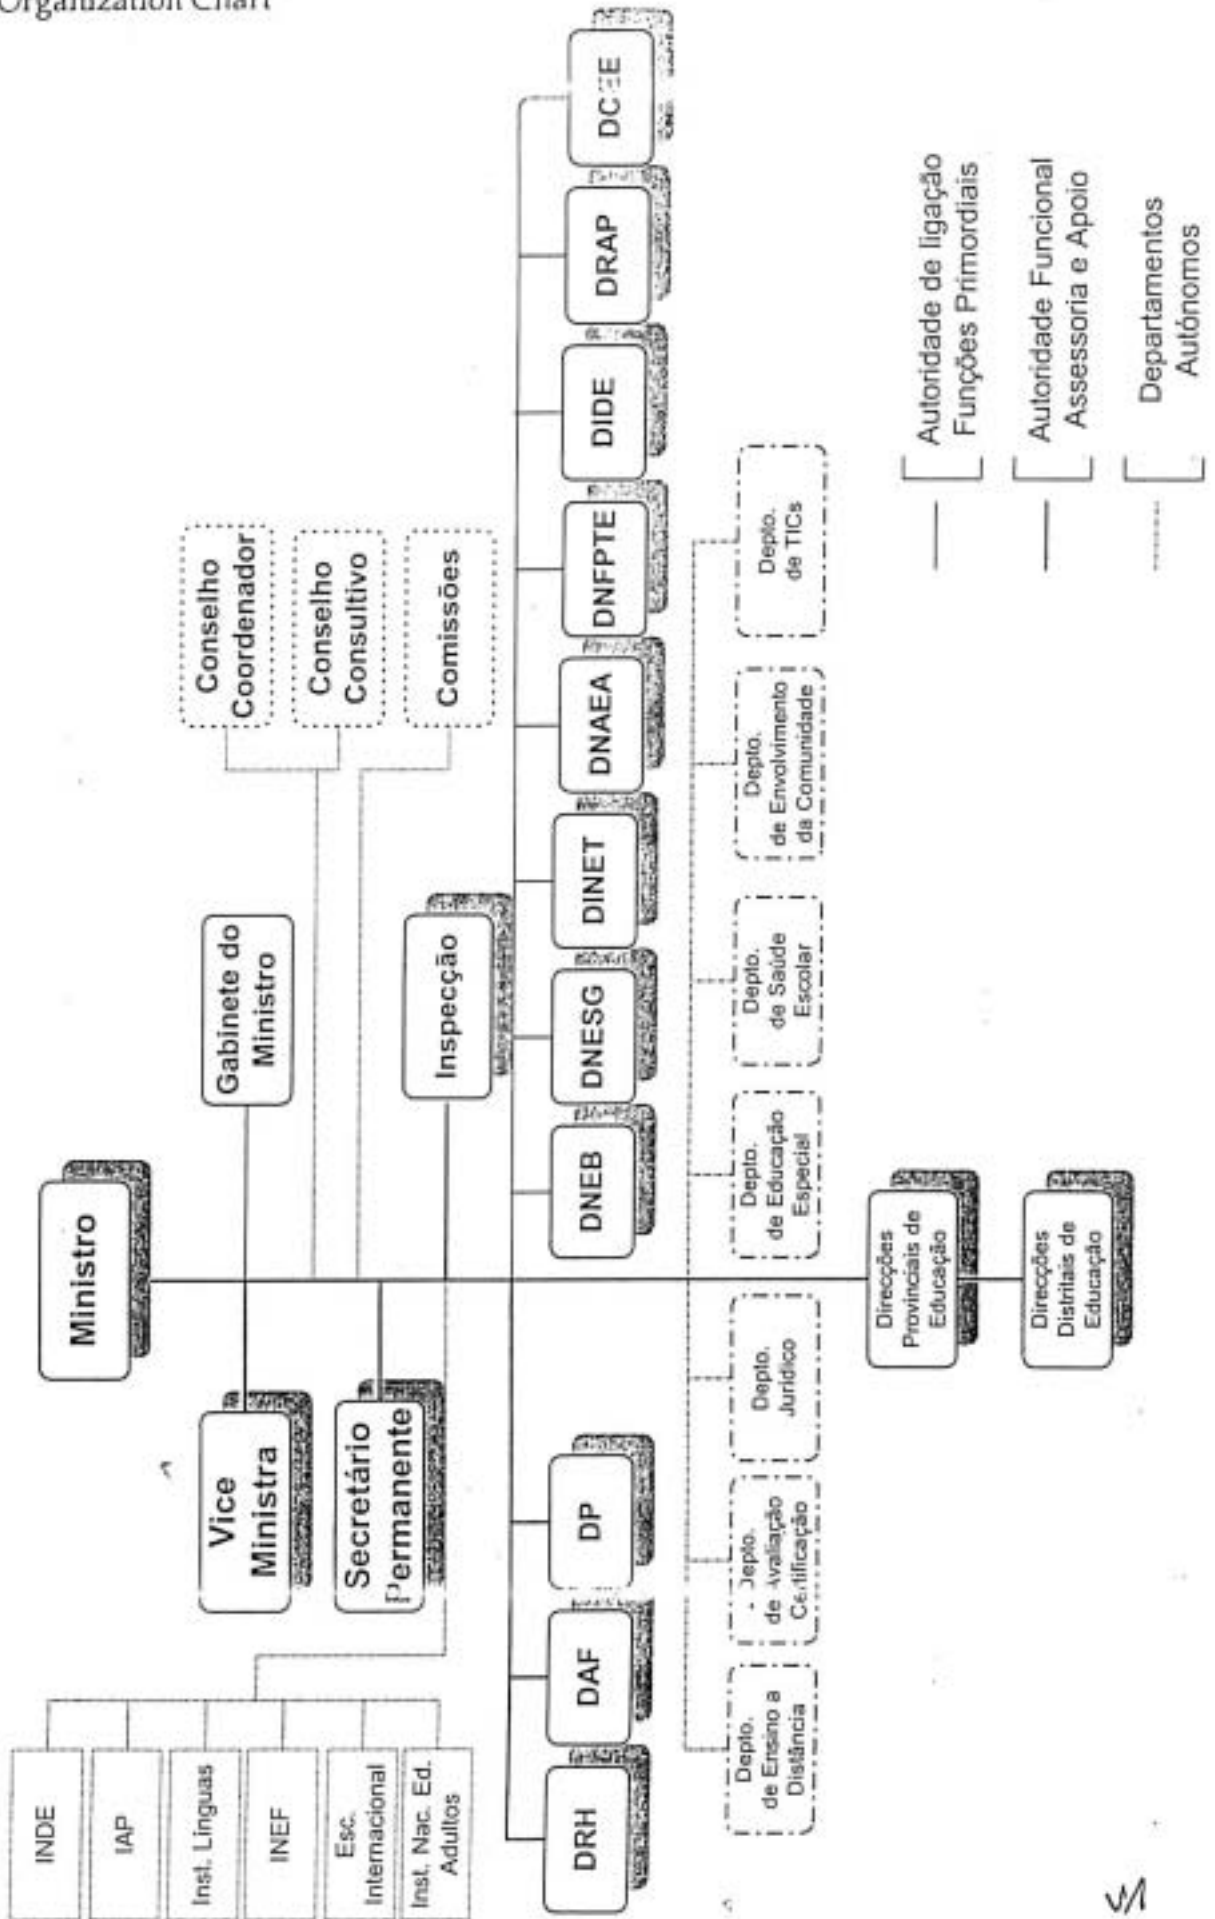 Organization Chart
Ministro
Vice
Ministra
Gabinete do
Ministro
Secretário
Permanente
Conselho
Coordenador
Conselho
Consultivo
Comissões
Inspecção
INDE
IAP
Inst. Línguas
INEF
Esc.
Internacional
Inst. Nac. Ed.
Adultos
DRH
DAF
DP
DNEB
DNESG
DINET
DNAEA
DNFPTE
DIDE
DRAP
Depto.
de Ensino a
Distância
Depto.
de Avaliação
Certificação
Depto.
Jurídico
Depto.
de Educação
Especial
Depto.
de Saúde
Escolar
Depto.
de Envolvimento
da Comunidade
Depto.
de TICs
Direcções
Provinciais de
Educação
Direcções
Distritais de
Educação
Autoridade de ligação
Funções Primordiais
Autoridade Funcional
Assessoria e Apoio
Departamentos
Autónomos